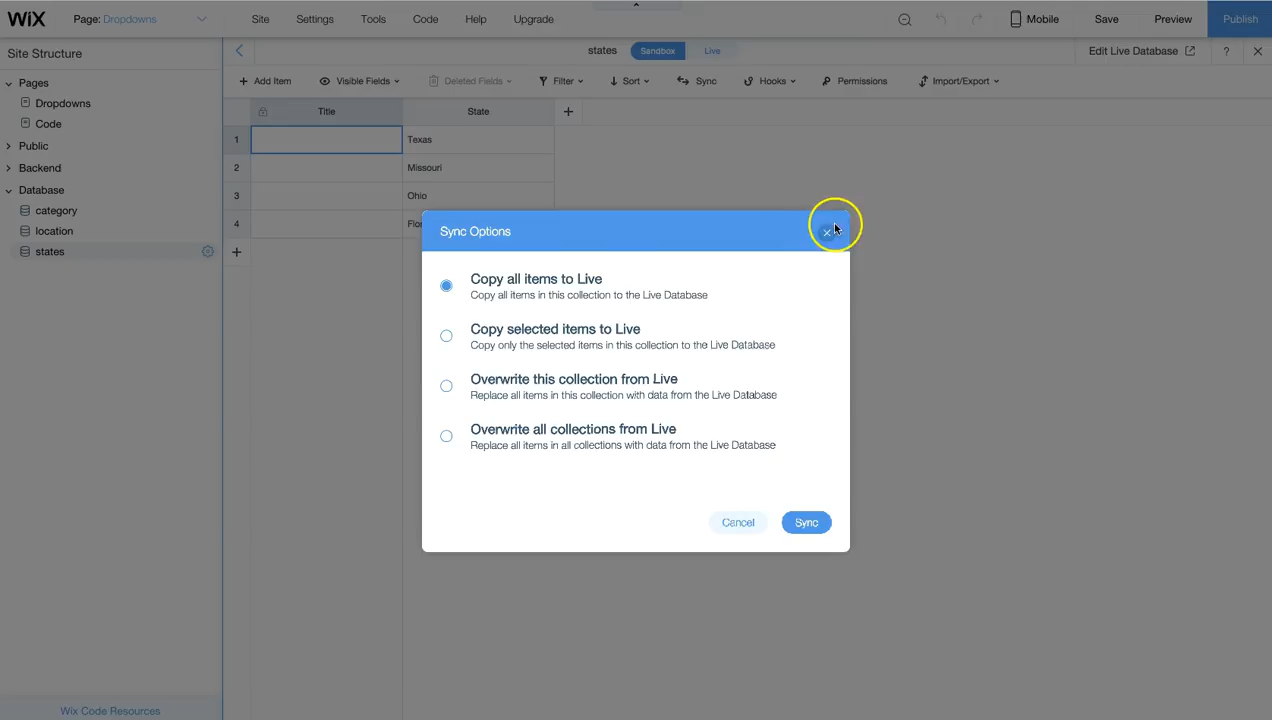 WiX Page: Dropdowns Site Settings Tools Code Help Upgrade Mobile Save Preview Publish
Site Structure
states Sandbox Live Edit Live Database ?
Add Item Visible Fields Deleted Fields Filter Sort Sync Hooks Permissions Import/Export
Pages
Dropdowns
Code
Public
Backend
Database
category
location
states
Title State
1 Texas
2 Missouri
3 Ohio
4
Sync Options
Copy all items to Live
Copy all items in this collection to the Live Database
Copy selected items to Live
Copy only the selected items in this collection to the Live Database
Overwrite this collection from Live
Replace all items in this collection with data from the Live Database
Overwrite all collections from Live
Replace all items in all collections with data from the Live Database
Cancel Sync
Wix Code Resources